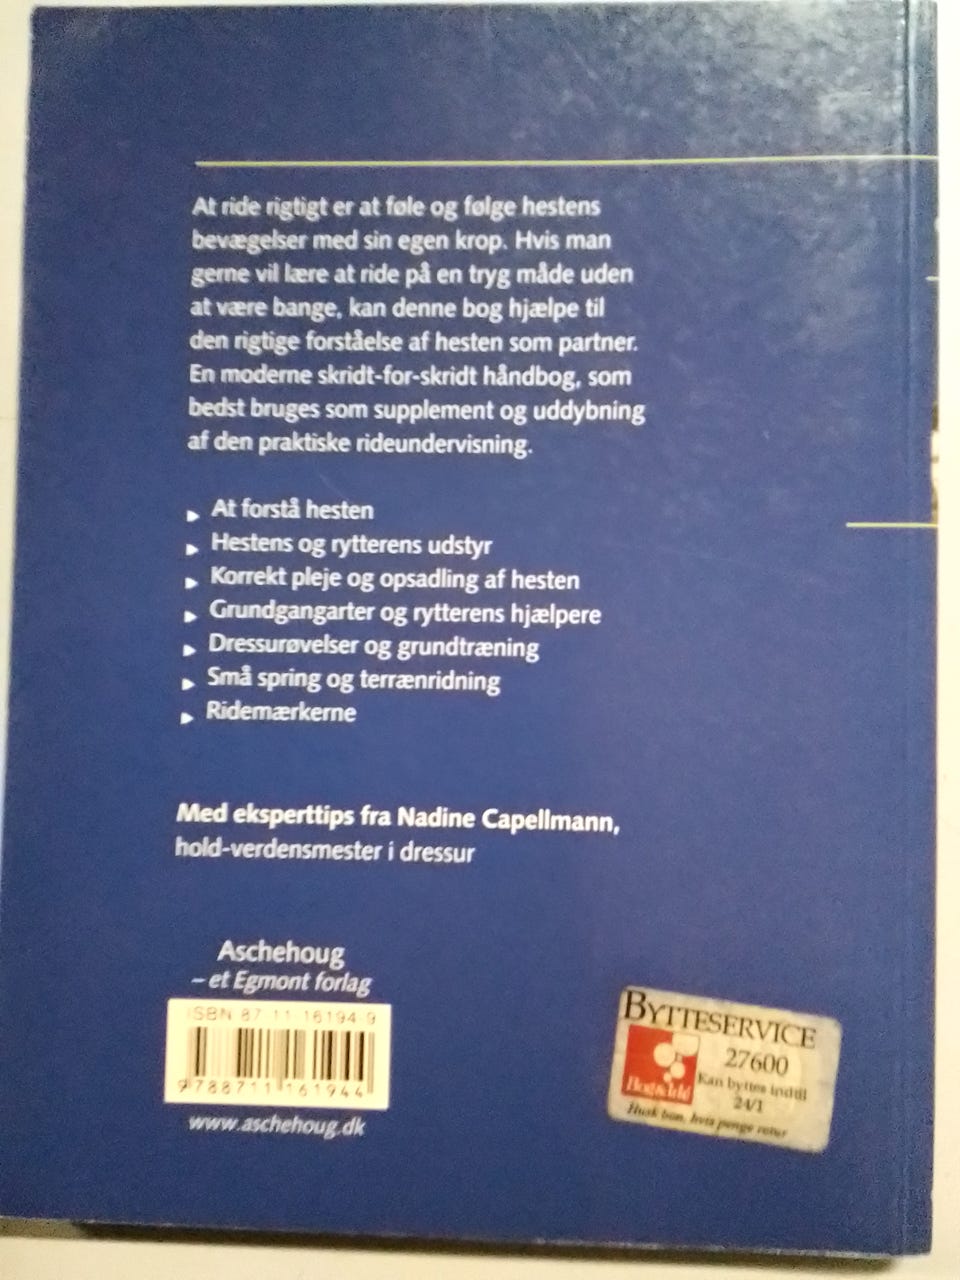 At ride rigtigt er at føle og følge hestens
bevægelser med sin egen krop. Hvis man
gerne vil lære at ride på en tryg måde uden
at være bange, kan denne bog hjælpe til
den rigtige forståelse af hesten som partner.
En moderne skridt-for-skridt håndbog, som
bedst bruges som supplement og uddybning
af den praktiske rideundervisning.
At forstå hesten
Hestens og rytterens udstyr
Korrekt pleje og opsadling af hesten
Grundgangarter og rytterens hjælpere
Dressurøvelser og grundtræning
Små spring og terrænridning
Ridemærkerne
Med eksperttips fra Nadine Capellmann,
hold-verdensmester i dressur
Aschehoug
– et Egmont forlag
ISBN 87 11 16194 9
9788711161944
www.aschehoug.dk
BYTTESERVICE
27600
Kan byttes indtil
24/1
Husk bon, hvis penge retur